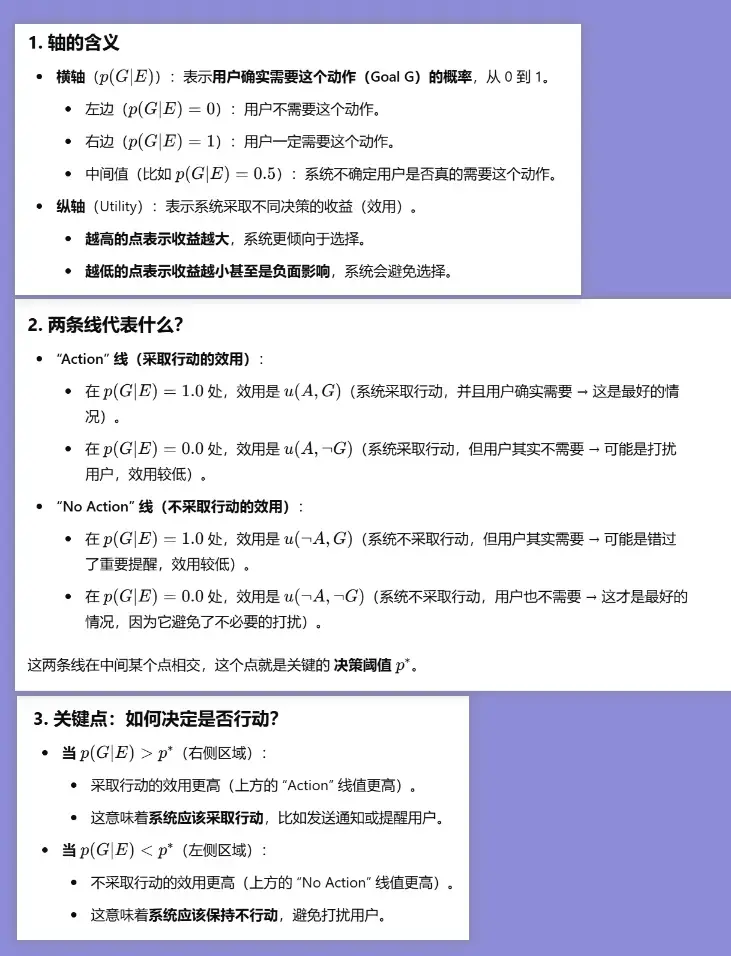 1. 轴的含义
• 横轴（p(G|E)）：表示用户确实需要这个动作（Goal G）的概率，从 0 到 1。
• 左边（p(G|E) = 0）：用户不需要这个动作。
• 右边（p(G|E) = 1）：用户一定需要这个动作。
• 中间值（比如 p(G|E) = 0.5）：系统不确定用户是否真的需要这个动作。
• 纵轴（Utility）：表示系统采取不同决策的收益（效用）。
• 越高的点表示收益越大，系统更倾向于选择。
• 越低的点表示收益越小甚至是负面影响，系统会避免选择。
2. 两条线代表什么？
• “Action” 线（采取行动的效用）：
• 在 p(G|E) = 1.0 处，效用是 u(A, G)（系统采取行动，并且用户确实需要 → 这是最好的情
况）。
• 在 p(G|E) = 0.0 处，效用是 u(A, ¬G)（系统采取行动，但用户其实不需要 → 可能是打扰
用户，效用较低）。
• “No Action” 线（不采取行动的效用）：
• 在 p(G|E) = 1.0 处，效用是 u(¬A, G)（系统不采取行动，但用户其实需要 → 可能是错过
了重要提醒，效用较低）。
• 在 p(G|E) = 0.0 处，效用是 u(¬A, ¬G)（系统不采取行动，用户也不需要 → 这才是最好的
情况，因为它避免了不必要的打扰）。
这两条线在中间某个点相交，这个点就是关键的 决策阈值 p*。
3. 关键点：如何决定是否行动？
• 当 p(G|E) > p*（右侧区域）：
• 采取行动的效用更高（上方的 “Action” 线值更高）。
• 这意味着系统应该采取行动，比如发送通知或提醒用户。
• 当 p(G|E) < p*（左侧区域）：
• 不采取行动的效用更高（上方的 “No Action” 线值更高）。
• 这意味着系统应该保持不行动，避免打扰用户。